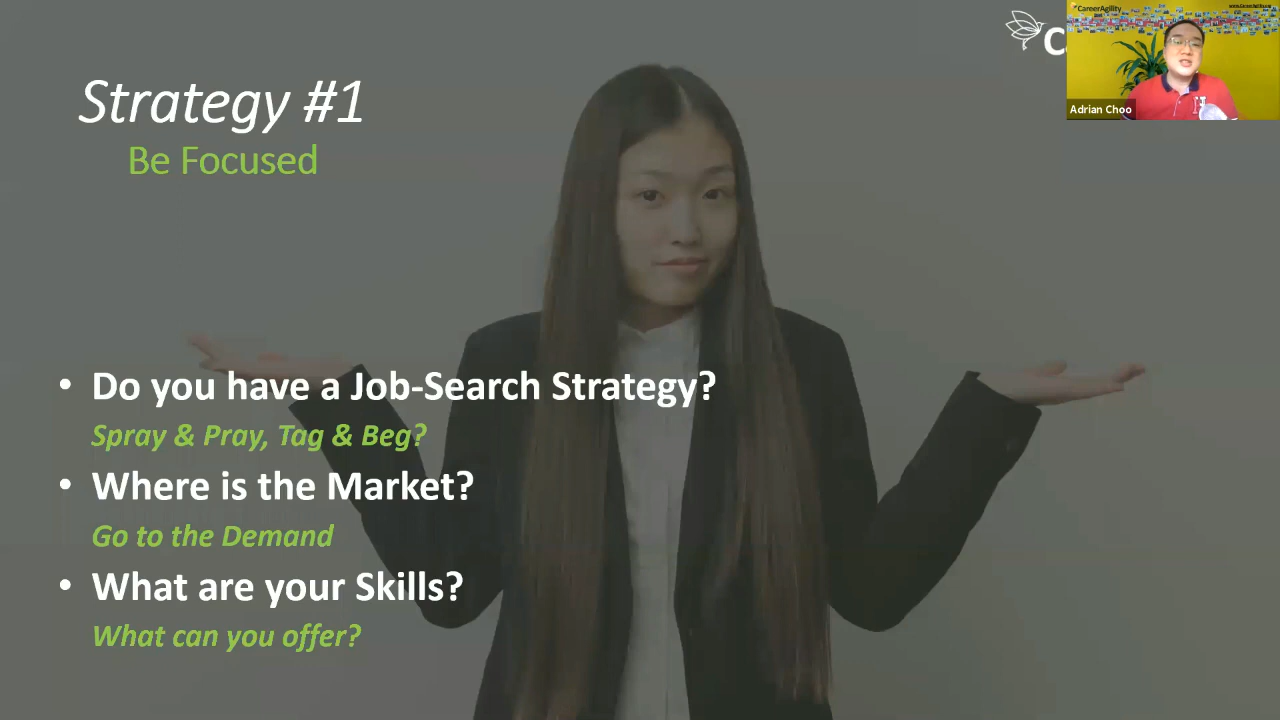 Strategy #1
Be Focused
CareerAgility
Adrian Choo
• Do you have a Job-Search Strategy?
Spray & Pray, Tag & Beg?
• Where is the Market?
Go to the Demand
• What are your Skills?
What can you offer?